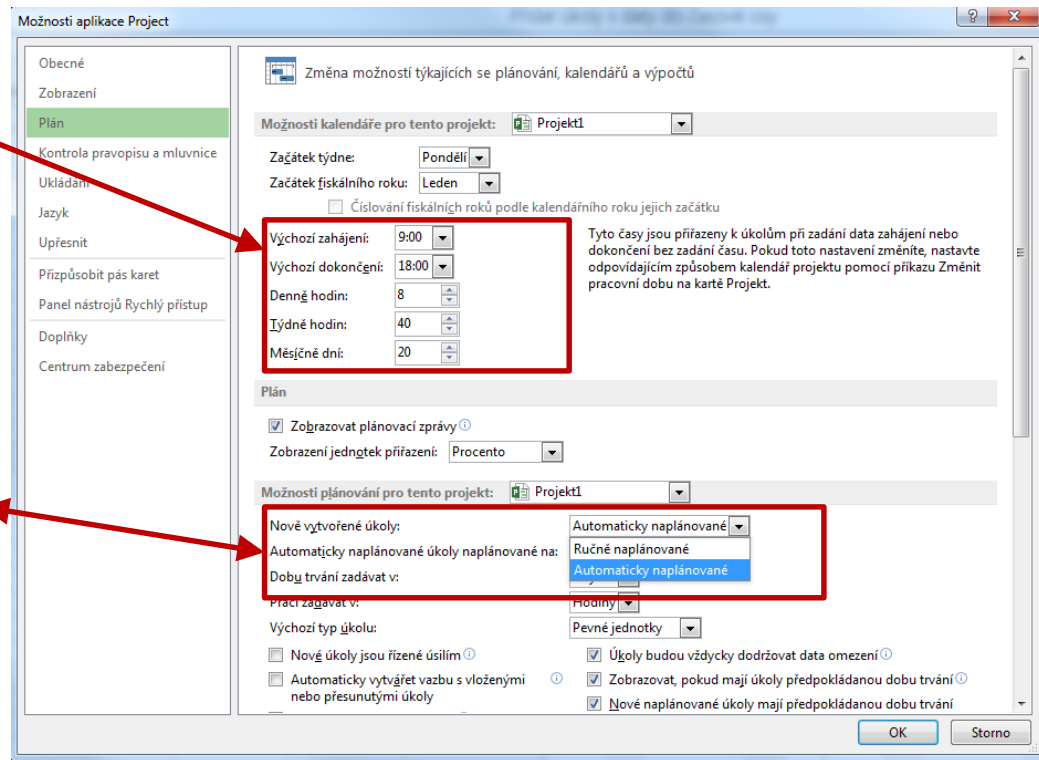 Možnosti aplikace Project
Obecné
Zobrazení
Plán
Kontrola pravopisu a mluvnice
Ukládání
Jazyk
Upřesnit
Přizpůsobit pás karet
Panel nástrojů Rychlý přístup
Doplňky
Centrum zabezpečení
Změna možností týkajících se plánování, kalendářů a výpočtů
Možnosti kalendáře pro tento projekt: Projekt1
Začátek týdne: Pondělí
Začátek fiskálního roku: Leden
Číslování fiskálních roků podle kalendářního roku jejich začátku
Výchozí zahájení: 9:00
Výchozí dokončení: 18:00
Denně hodin: 8
Týdně hodin: 40
Měsíčně dní: 20
Tyto časy jsou přiřazeny k úkolům při zadání data zahájení nebo
dokončení bez zadání času. Pokud toto nastavení změníte, nastavte
odpovídajícím způsobem kalendář projektu pomocí příkazu Změnit
pracovní dobu na kartě Projekt.
Plán
Zobrazovat plánovací zprávy
Zobrazení jednotek přiřazení: Procento
Možnosti plánování pro tento projekt: Projekt1
Nově vytvořené úkoly: Automaticky naplánované
Ručně naplánované
Automaticky naplánované úkoly naplánované na:
Automaticky naplánované
Dobu trvání zadávat v:
Práci zadávat v: Hodiny
Výchozí typ úkolu: Pevné jednotky
Nové úkoly jsou řízené úsilím
Úkoly budou vždycky dodržovat data omezení
Automaticky vytvářet vazbu s vloženými
nebo přesunutými úkoly
Zobrazovat, pokud mají úkoly předpokládanou dobu trvání
Nové naplánované úkoly mají předpokládanou dobu trvání
OK
Storno